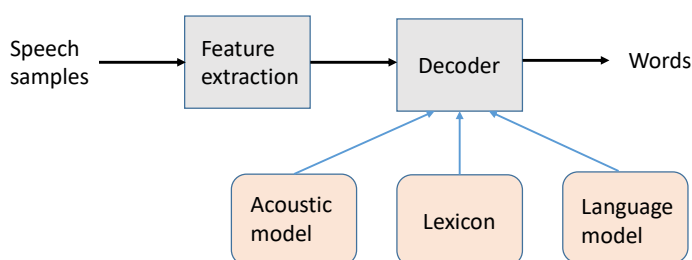 Speech
samples
Feature
extraction
Decoder
Words
Acoustic
model
Lexicon
Language
model